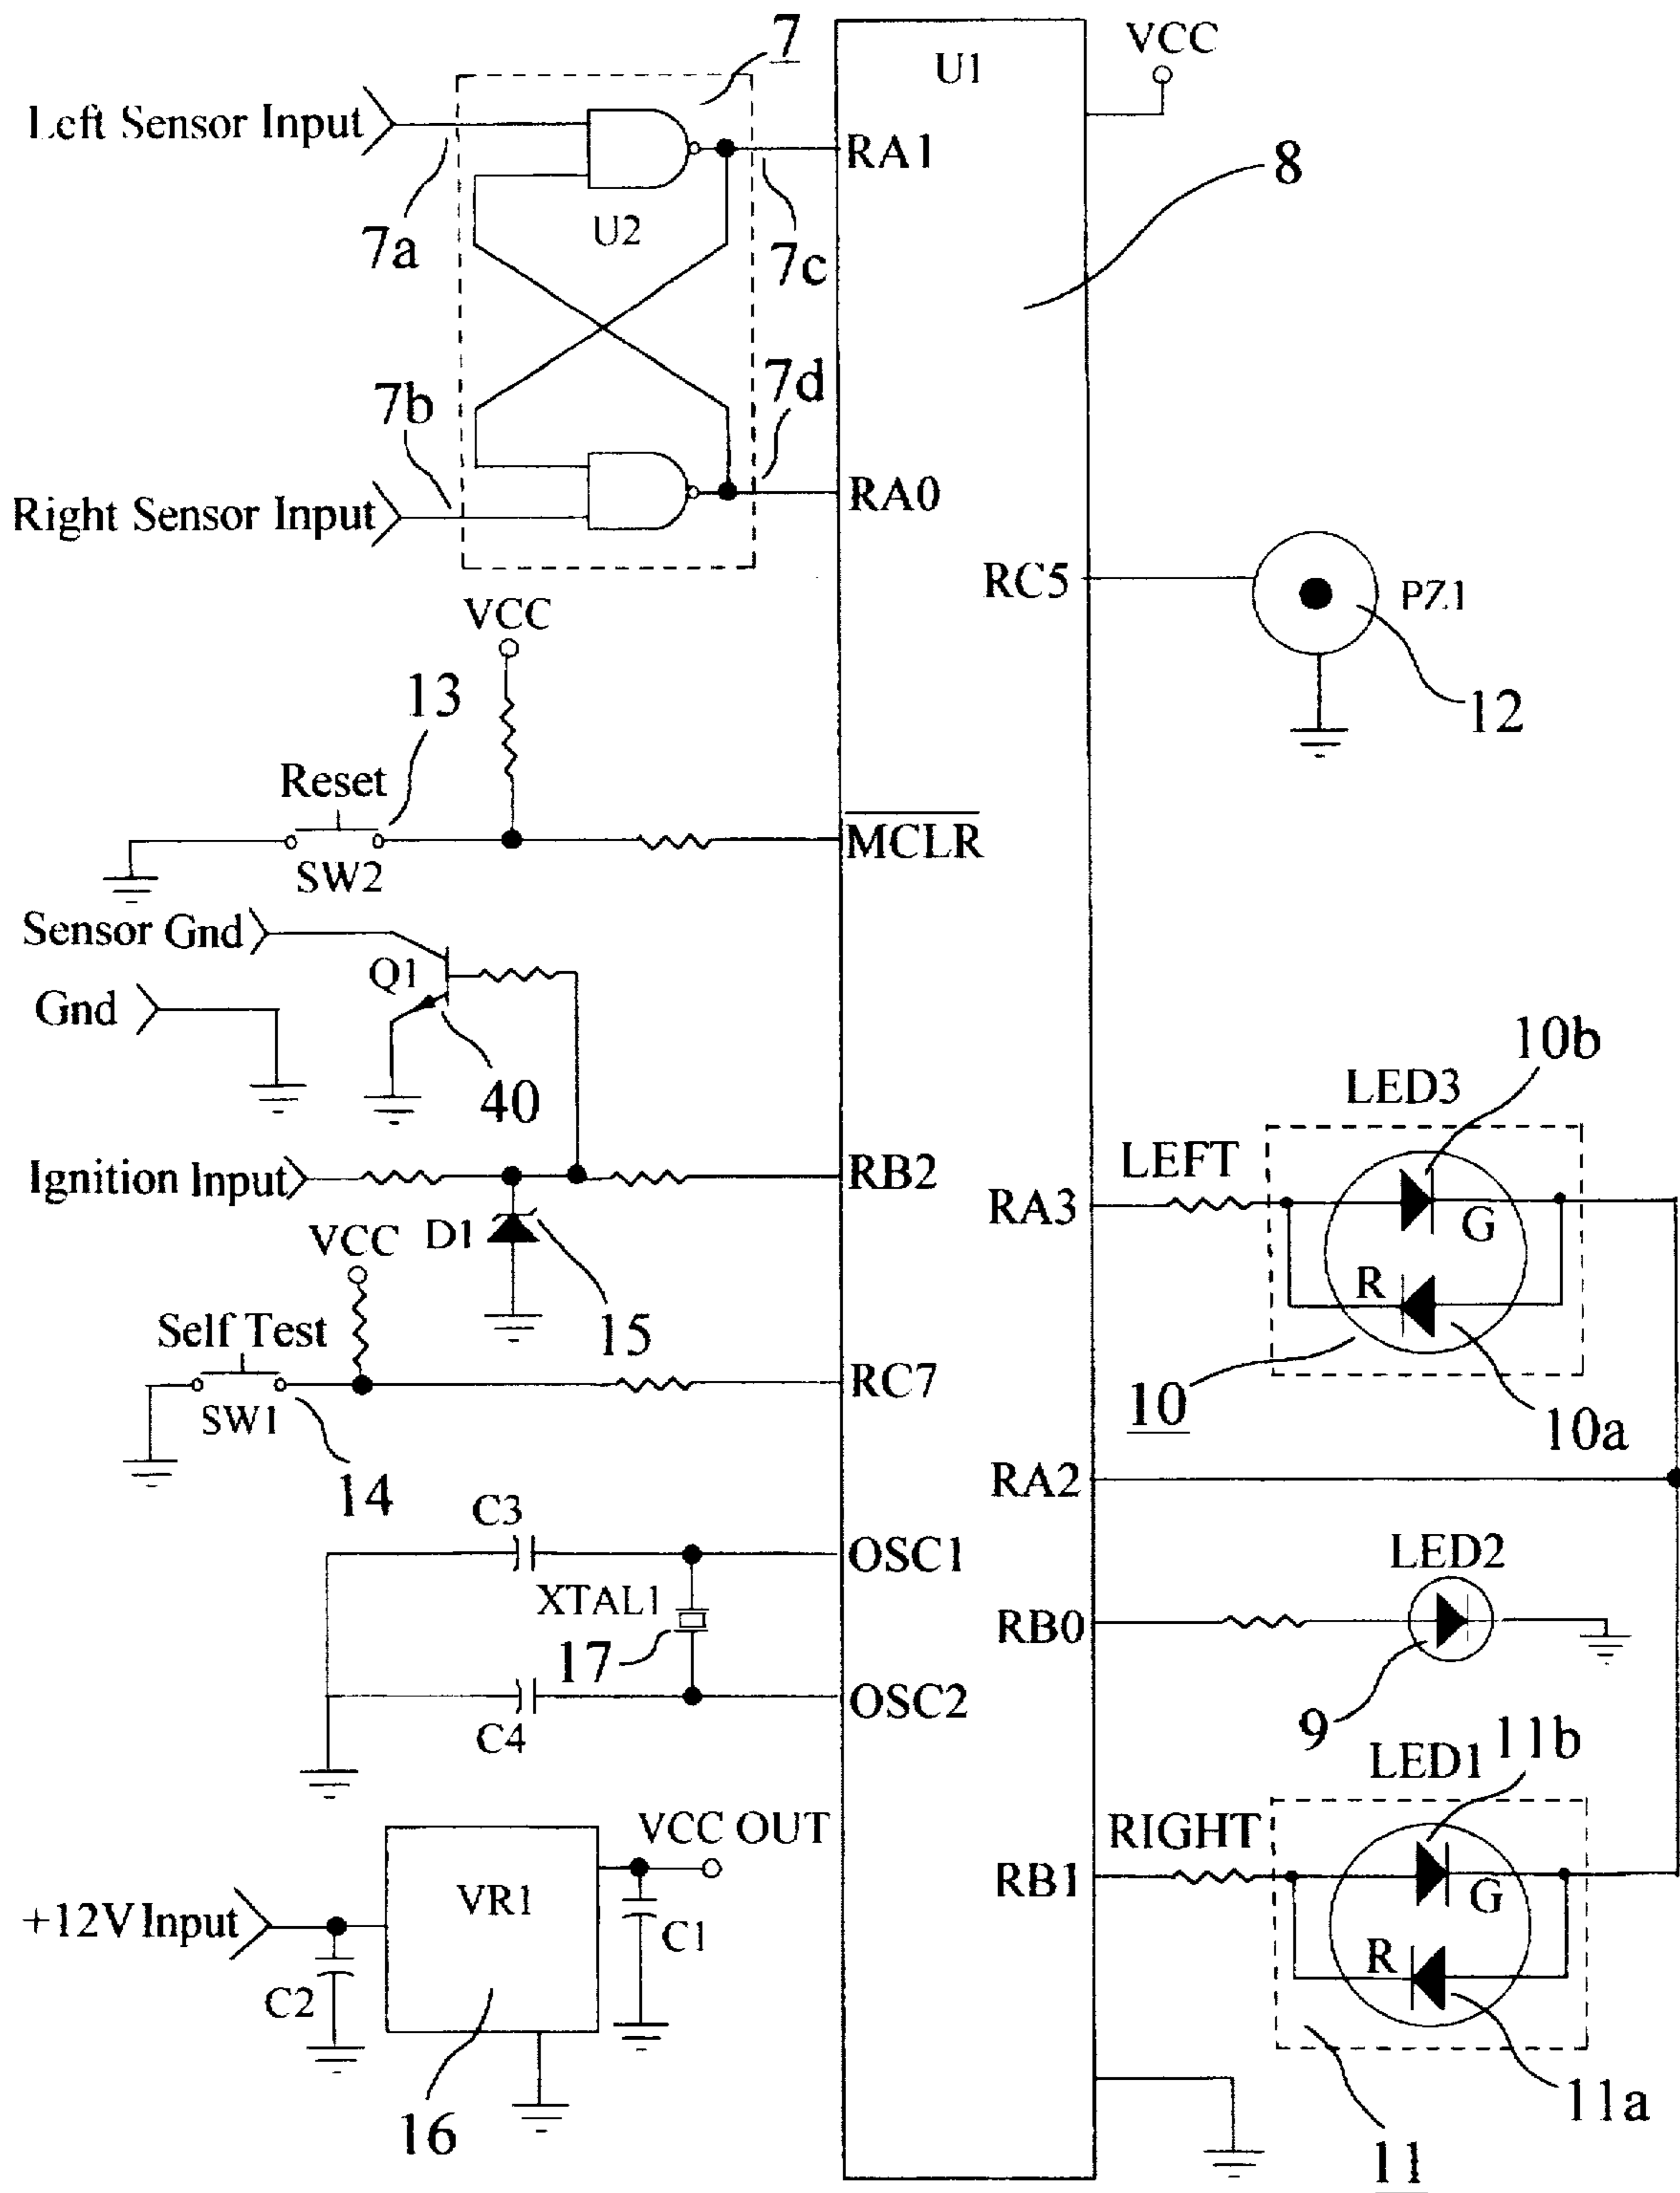 7
VCC
U1
Left Sensor Input
RA1
8
U2
7a
7c
7d
7b
RA0
Right Sensor Input
RC5
PZ1
VCC
13
12
Reset
MCLR
SW2
Sensor Gnd
Q1
Gnd
10b
40
LED3
LEFT
Ignition Input
RB2
RA3
G
D1
VCC
R
Self Test
15
RC7
10
SW1
10a
14
RA2
C3
OSC1
LED2
XTAL1
RB0
17
OSC2
9
C4
11b
LED1
VCC OUT
RIGHT
RB1
VR1
G
+12V Input
C1
R
C2
11a
16
11